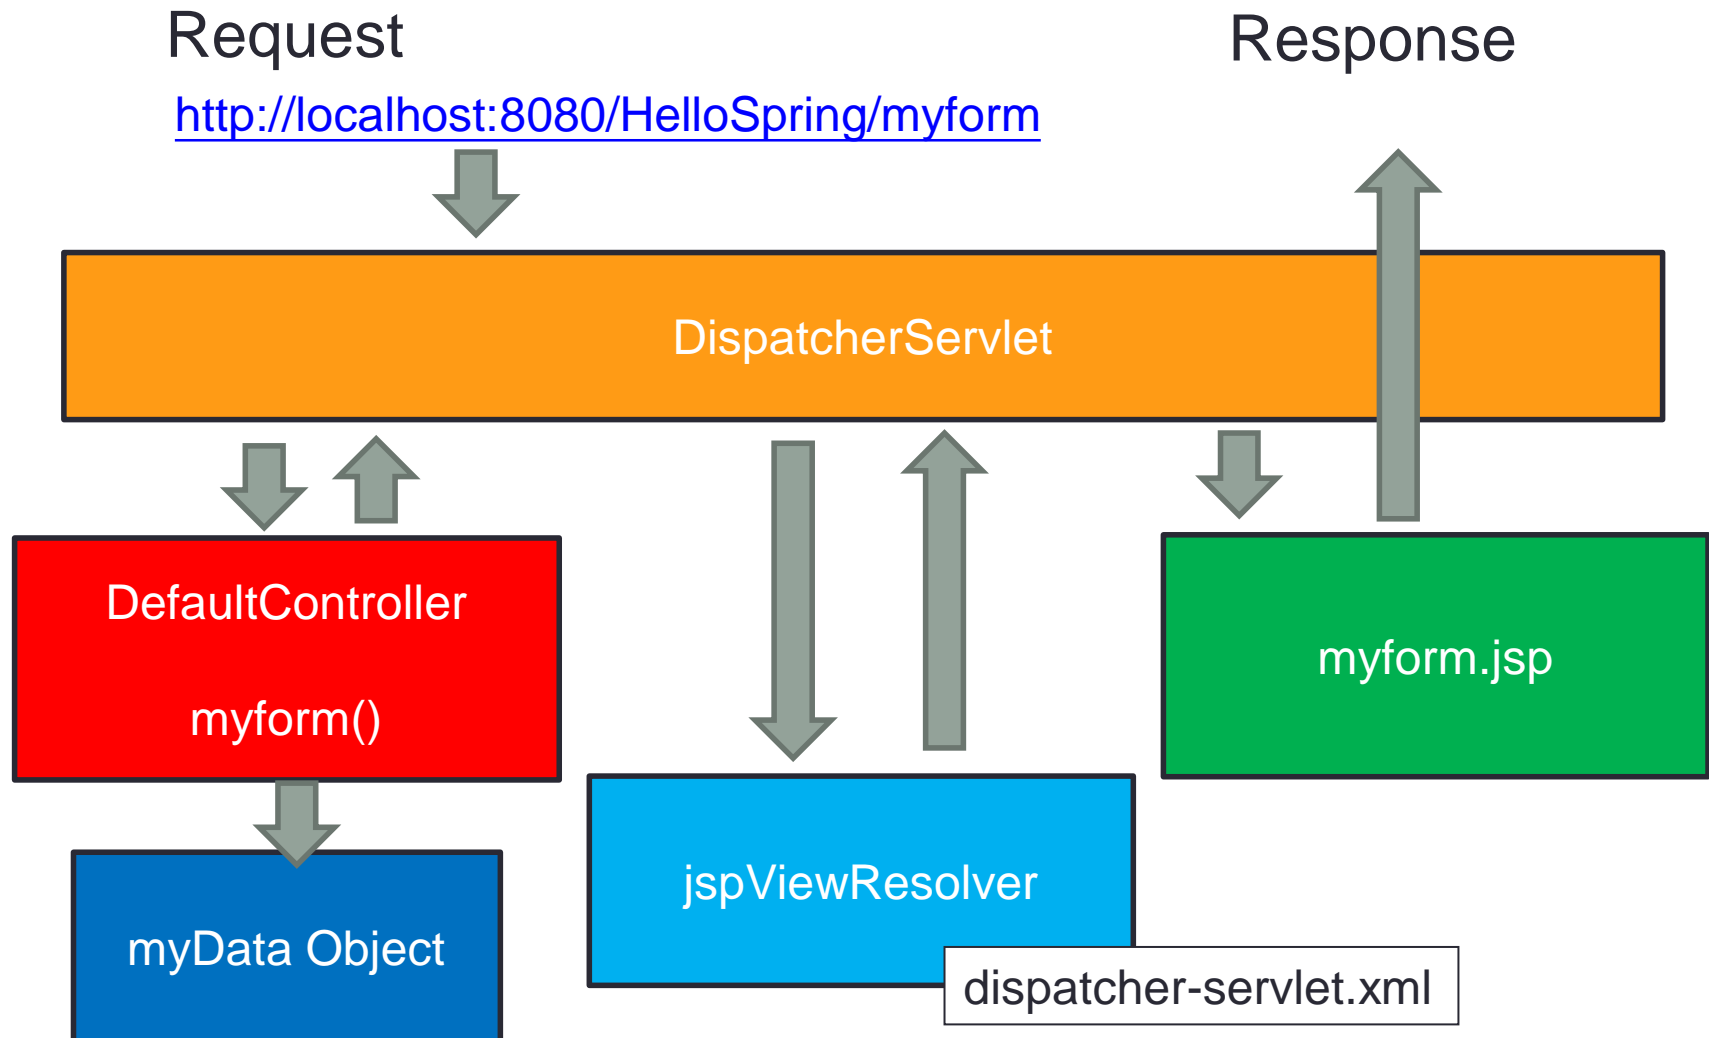 Request
Response
http://localhost:8080/HelloSpring/myform
DispatcherServlet
DefaultController
myform()
myform.jsp
jspViewResolver
myData Object
dispatcher-servlet.xml